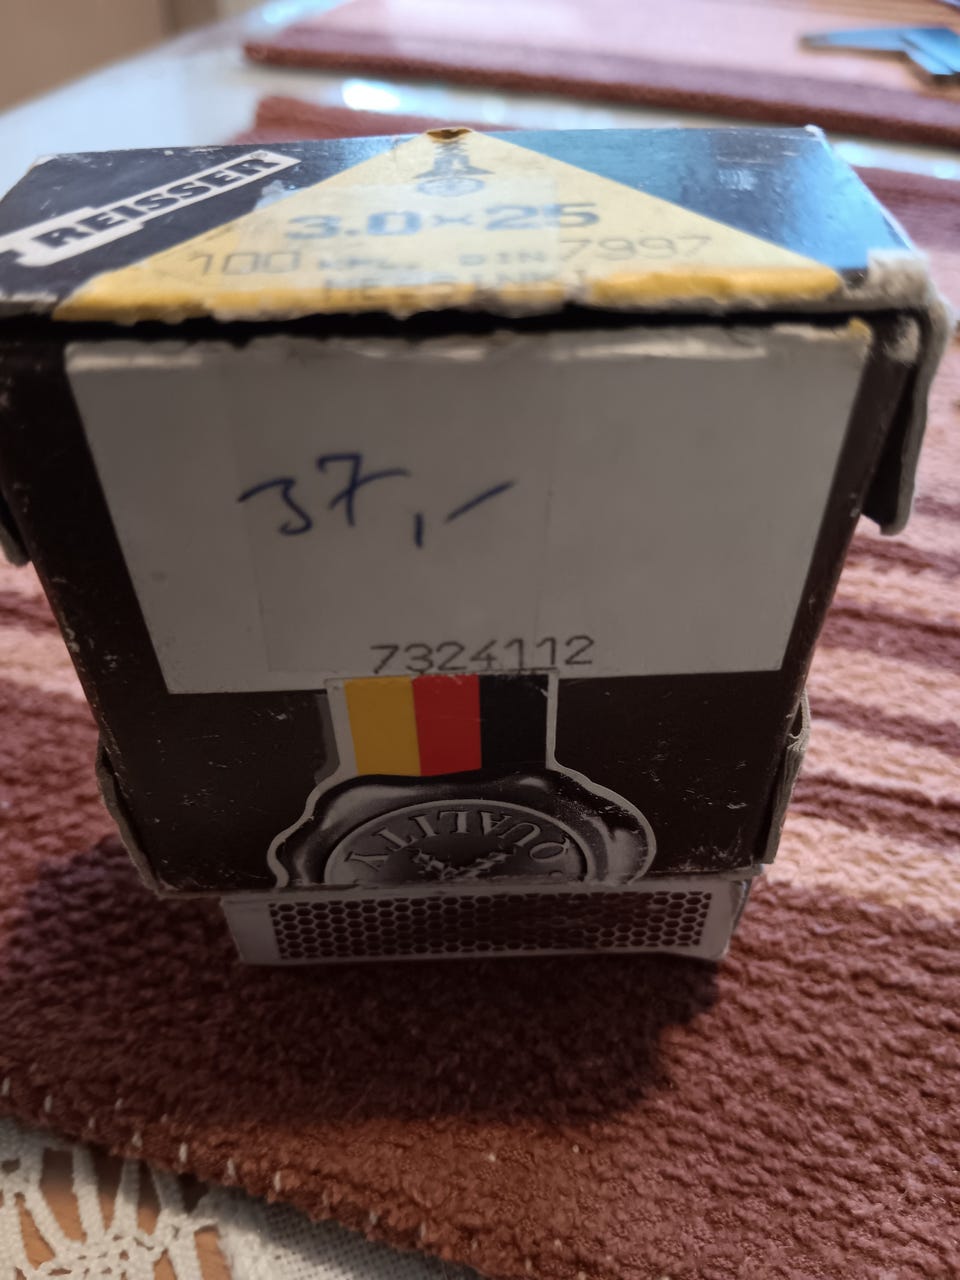 REISSER®
3.0×25
100 DIN 7997
37,-
7324112
QUALITY